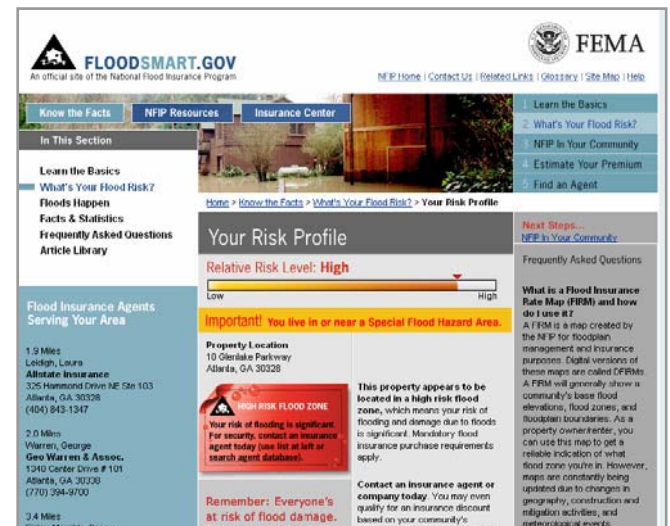 FLOODSMART.GOV
An official site of the National Flood Insurance Program
FEMA
NFIP Home | Contact Us | Related Links | Glossary | Site Map | Help
Know the Facts
NFIP Resources
Insurance Center
1 Learn the Basics
2 What's Your Flood Risk?
3 NFIP In Your Community
4 Estimate Your Premium
5 Find an Agent
In This Section
Learn the Basics
What's Your Flood Risk?
Floods Happen
Facts & Statistics
Frequently Asked Questions
Article Library
Flood Insurance Agents
Serving Your Area
1.9 Miles
Leidigh, Laura
Allstate Insurance
325 Hammond Drive NE Ste 103
Atlanta, GA 30328
(404) 843-1347
2.0 Miles
Warren, George
Geo Warren & Assoc.
1340 Center Drive # 101
Atlanta, GA 30338
(770) 394-9700
3.4 Miles
Home > Know the Facts > What's Your Flood Risk? > Your Risk Profile
Your Risk Profile
Relative Risk Level: High
Low
High
Important! You live in or near a Special Flood Hazard Area.
Property Location
10 Glenlake Parkway
Atlanta, GA 30328
HIGH RISK FLOOD ZONE
Your risk of flooding is significant.
For security, contact an insurance
agent today (use list at left or
search agent database).
Remember: Everyone's
at risk of flood damage.
This property appears to be
located in a high risk flood
zone, which means your risk of
flooding and damage due to floods
is significant. Mandatory flood
insurance purchase requirements
apply.
Contact an insurance agent or
company today. You may even
qualify for an insurance discount
based on your community's
Next Steps...
NFIP In Your Community
Frequently Asked Questions
What is a Flood Insurance
Rate Map (FIRM) and how
do I use it?
A FIRM is a map created by
the NFIP for floodplain
management and insurance
purposes. Digital versions of
these maps are called DFIRMs.
A FIRM will generally show a
community's base flood
elevations, flood zones, and
floodplain boundaries. As a
property owner/renter, you
can use this map to get a
reliable indication of what
flood zone you're in. However,
maps are constantly being
updated due to changes in
geography, construction and
mitigation activities, and
meteorological events.